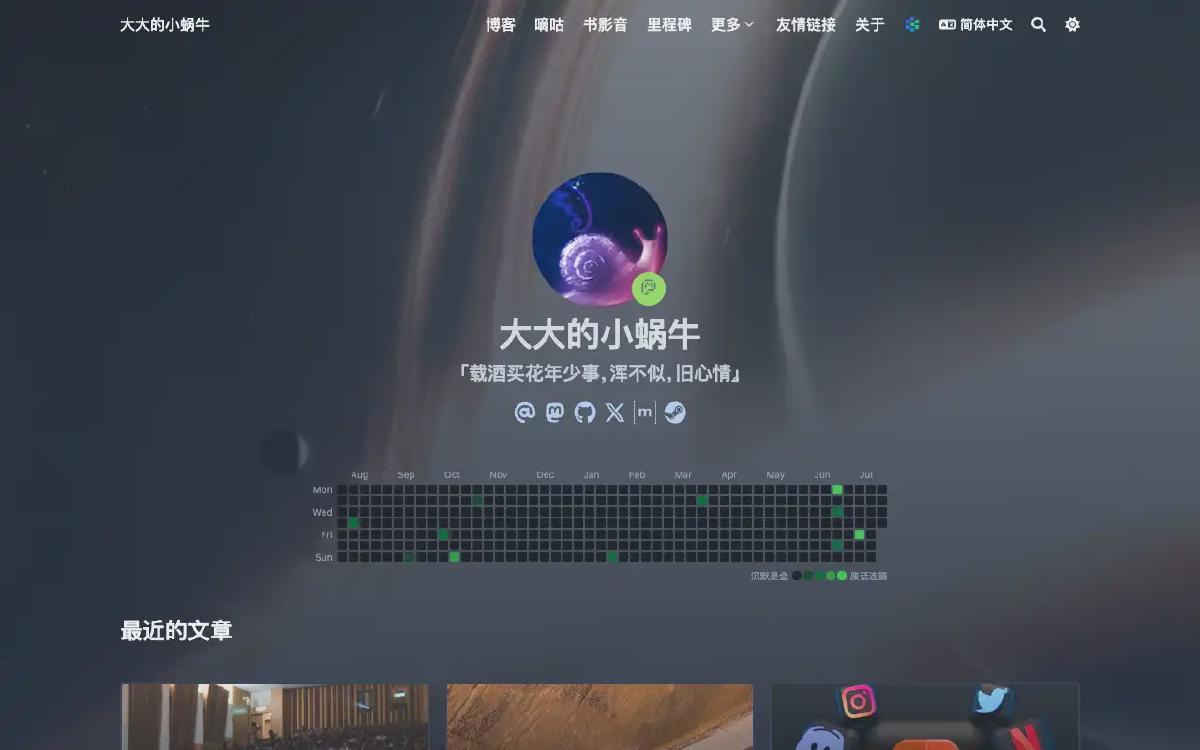 大大的小蜗牛
博客 嘀咕 书影音 里程碑 更多 友情链接 关于 简体中文
大大的小蜗牛
「载酒买花年少事，浑不似，旧心情」
Aug Sep Oct Nov Dec Jan Feb Mar Apr May Jun Jul
Mon
Wed
Fri
Sun
沉默是金 废话连篇
最近的文章